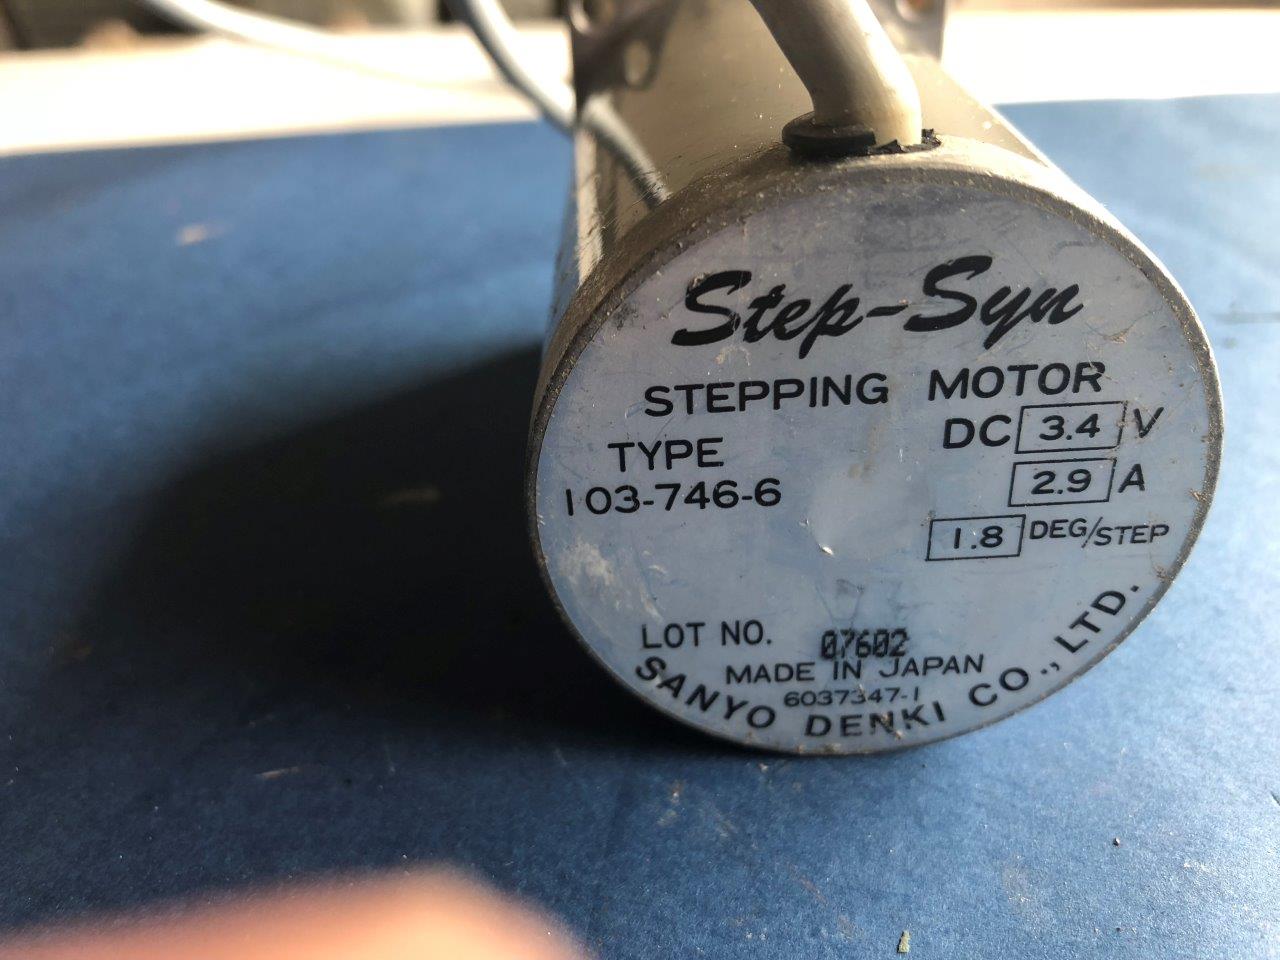 Step-Syn
STEPPING MOTOR
TYPE
103-746-6
DC 3.4 V
2.9 A
1.8 DEG/STEP
LOT NO. 07602
MADE IN JAPAN
6037347-1
SANYO DENKI CO., LTD.